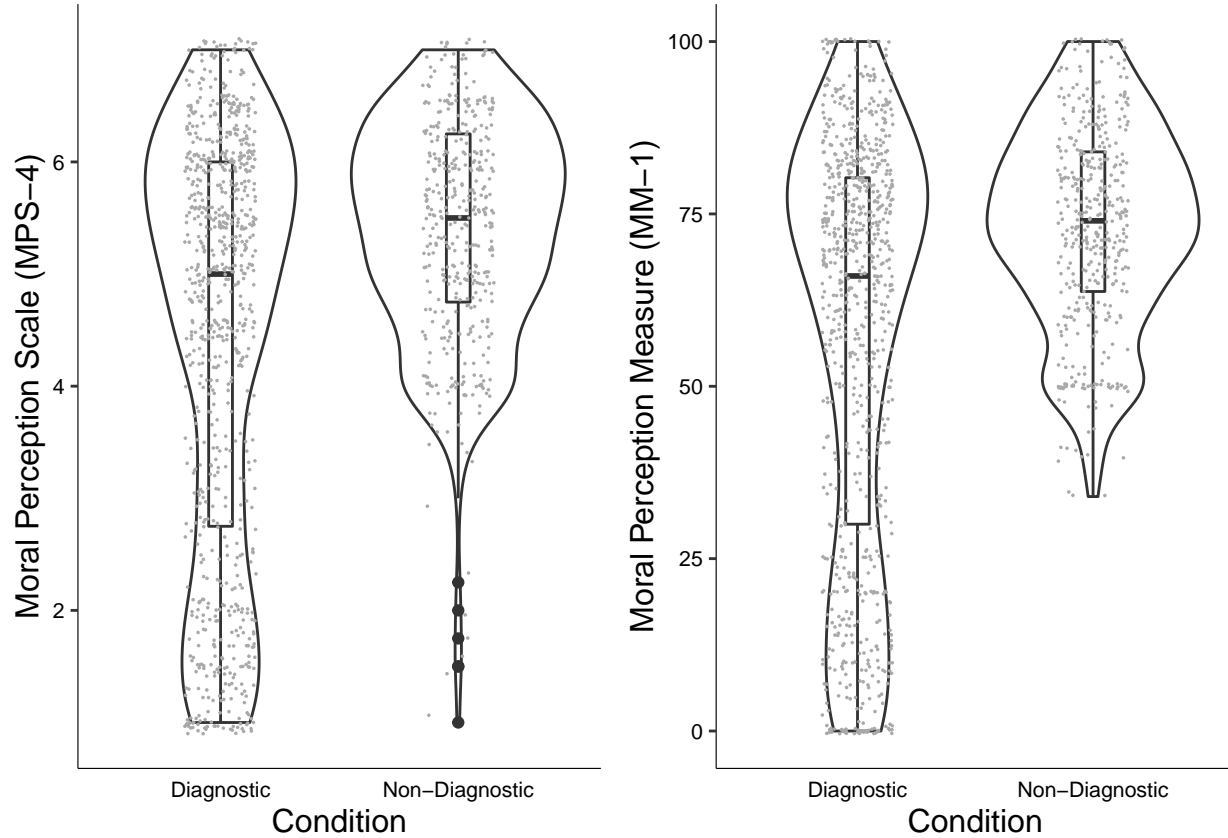 Moral Perception Scale (MPS−4)
6
4
2
Diagnostic
Non−Diagnostic
Condition
Moral Perception Measure (MM−1)
100
75
50
25
0
Diagnostic
Non−Diagnostic
Condition